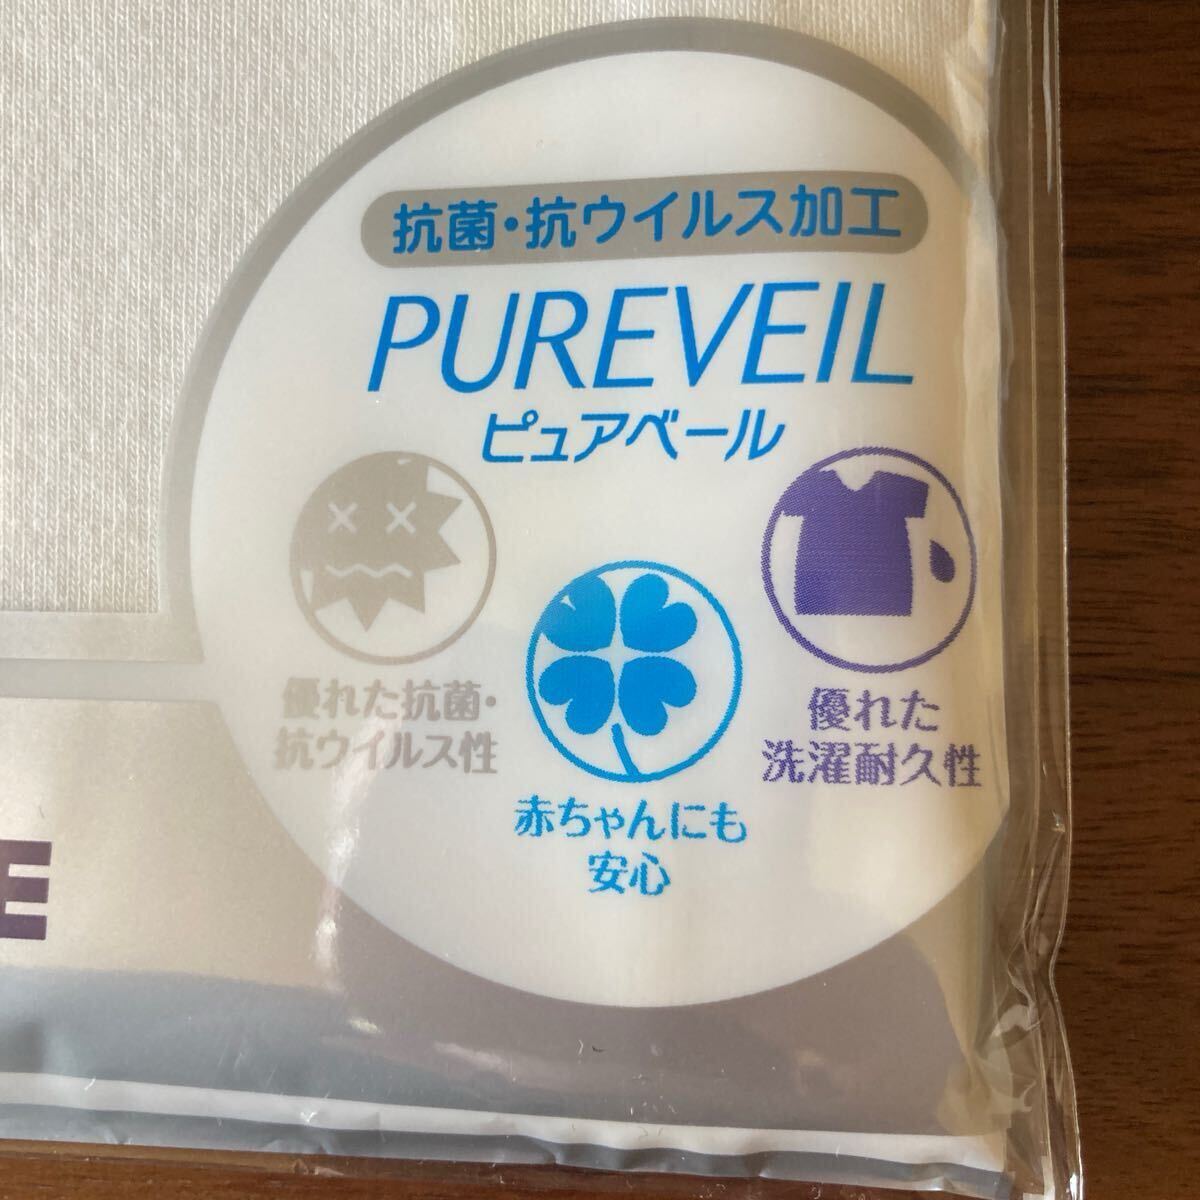 抗菌・抗ウイルス加工
PUREVEIL
ピュアベール
優れた抗菌・
抗ウイルス性
赤ちゃんにも
安心
優れた
洗濯耐久性
E